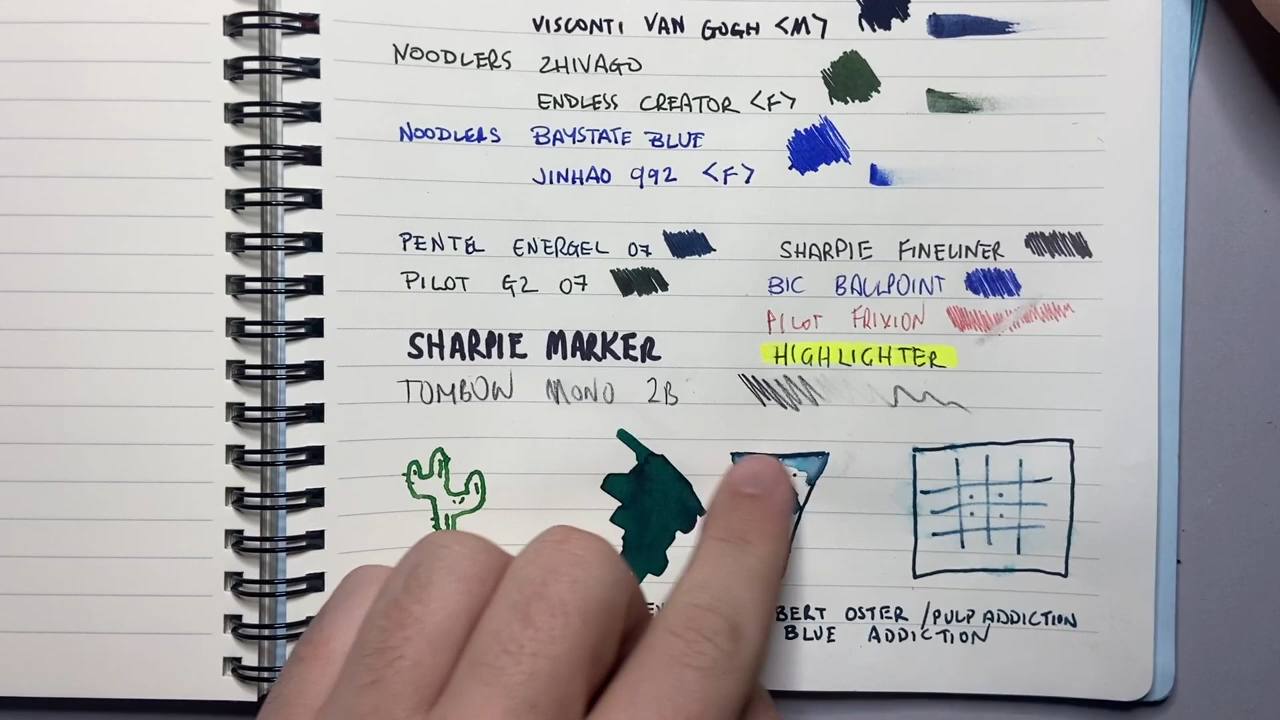 VISCONTI VAN GOGH <M>
NOODLERS ZHIVAGO
ENDLESS CREATOR <F>
NOODLERS BAYSTATE BLUE
JINHAO 992 <F>
PENTEL ENERGEL 07
SHARPIE FINELINER
PILOT G2 07
BIC BALLPOINT
PILOT FRIXION
SHARPIE MARKER
HIGHLIGHTER
TOMBOW MONO 2B
OSTER / PULP ADDICTION
BLUE ADDICTION